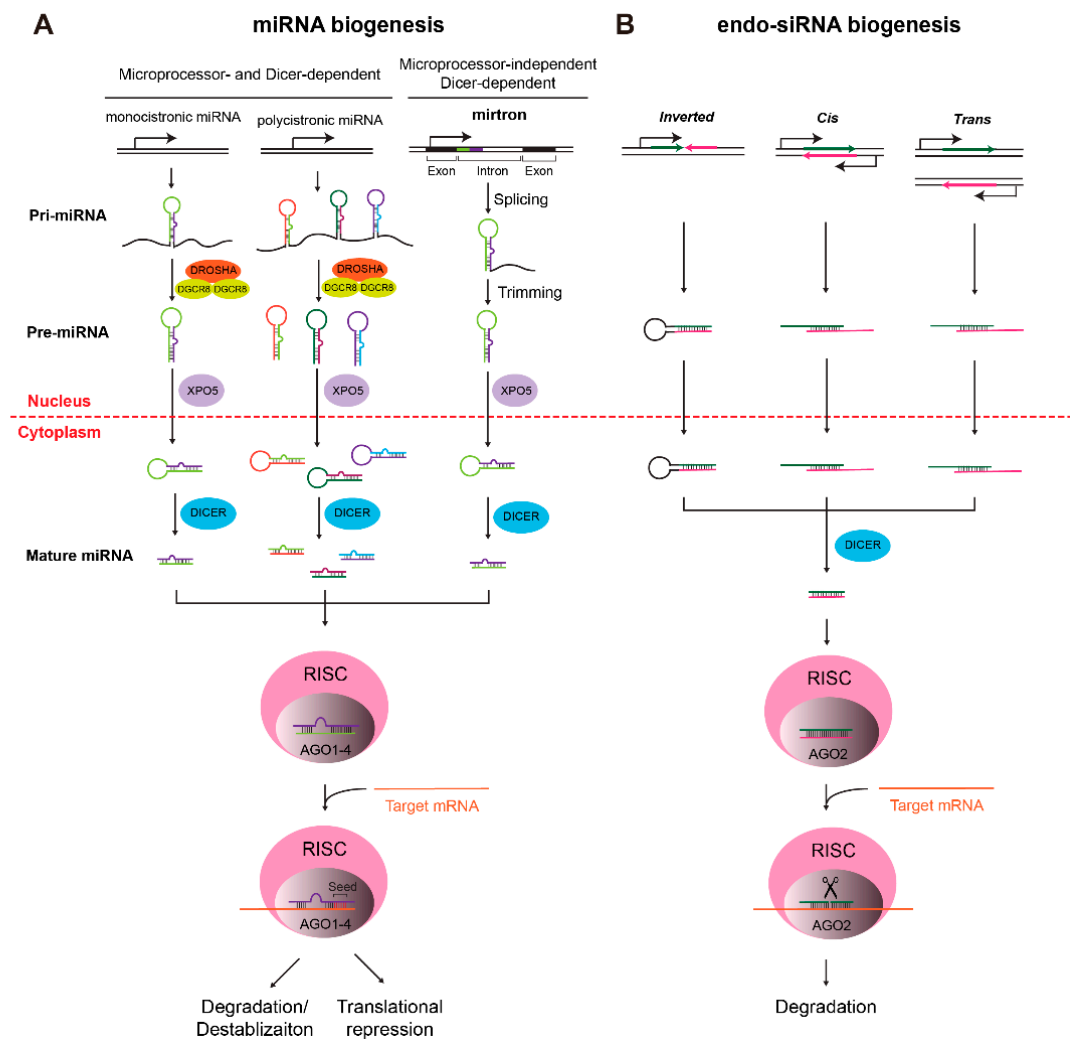 A
miRNA biogenesis
Microprocessor- and Dicer-dependent
Microprocessor-independent
Dicer-dependent
monocistronic miRNA
polycistronic miRNA
mirtron
Exon
Intron
Exon
Splicing
Pri-miRNA
DROSHA
DGCR8
DGCR8
DROSHA
DGCR8
DGCR8
Trimming
Pre-miRNA
XPO5
XPO5
XPO5
Nucleus
Cytoplasm
DICER
DICER
DICER
Mature miRNA
RISC
AGO1-4
Target mRNA
RISC
Seed
AGO1-4
Degradation/
Destablizaiton
Translational
repression
B
endo-siRNA biogenesis
Inverted
Cis
Trans
DICER
RISC
AGO2
Target mRNA
RISC
AGO2
Degradation